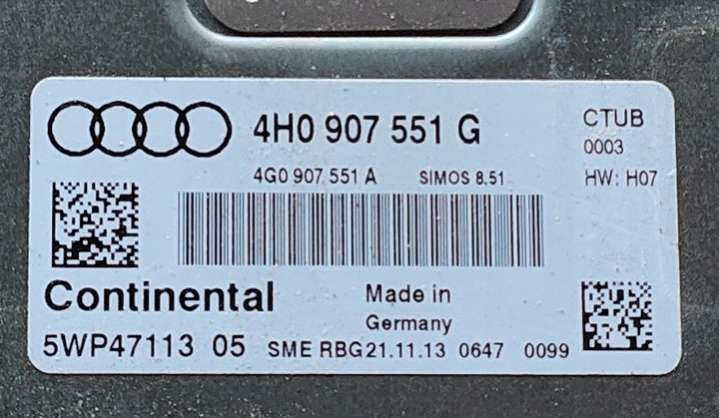 4H0 907 551 G
CTUB
0003
4G0 907 551 A SIMOS 8.51
HW: H07
Continental
Made in
Germany
5WP47113 05 SME RBG21.11.13 0647 0099